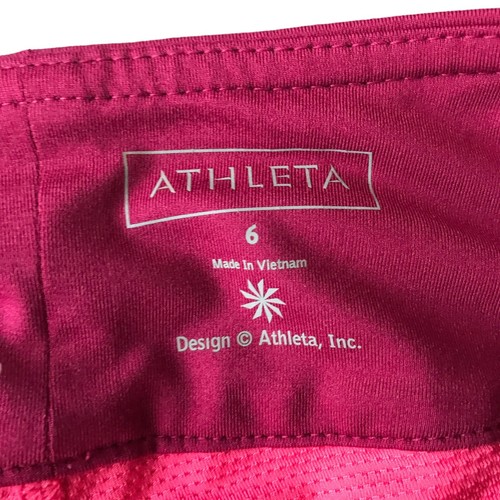 ATHLETA
6
Made In Vietnam
Design © Athleta, Inc.